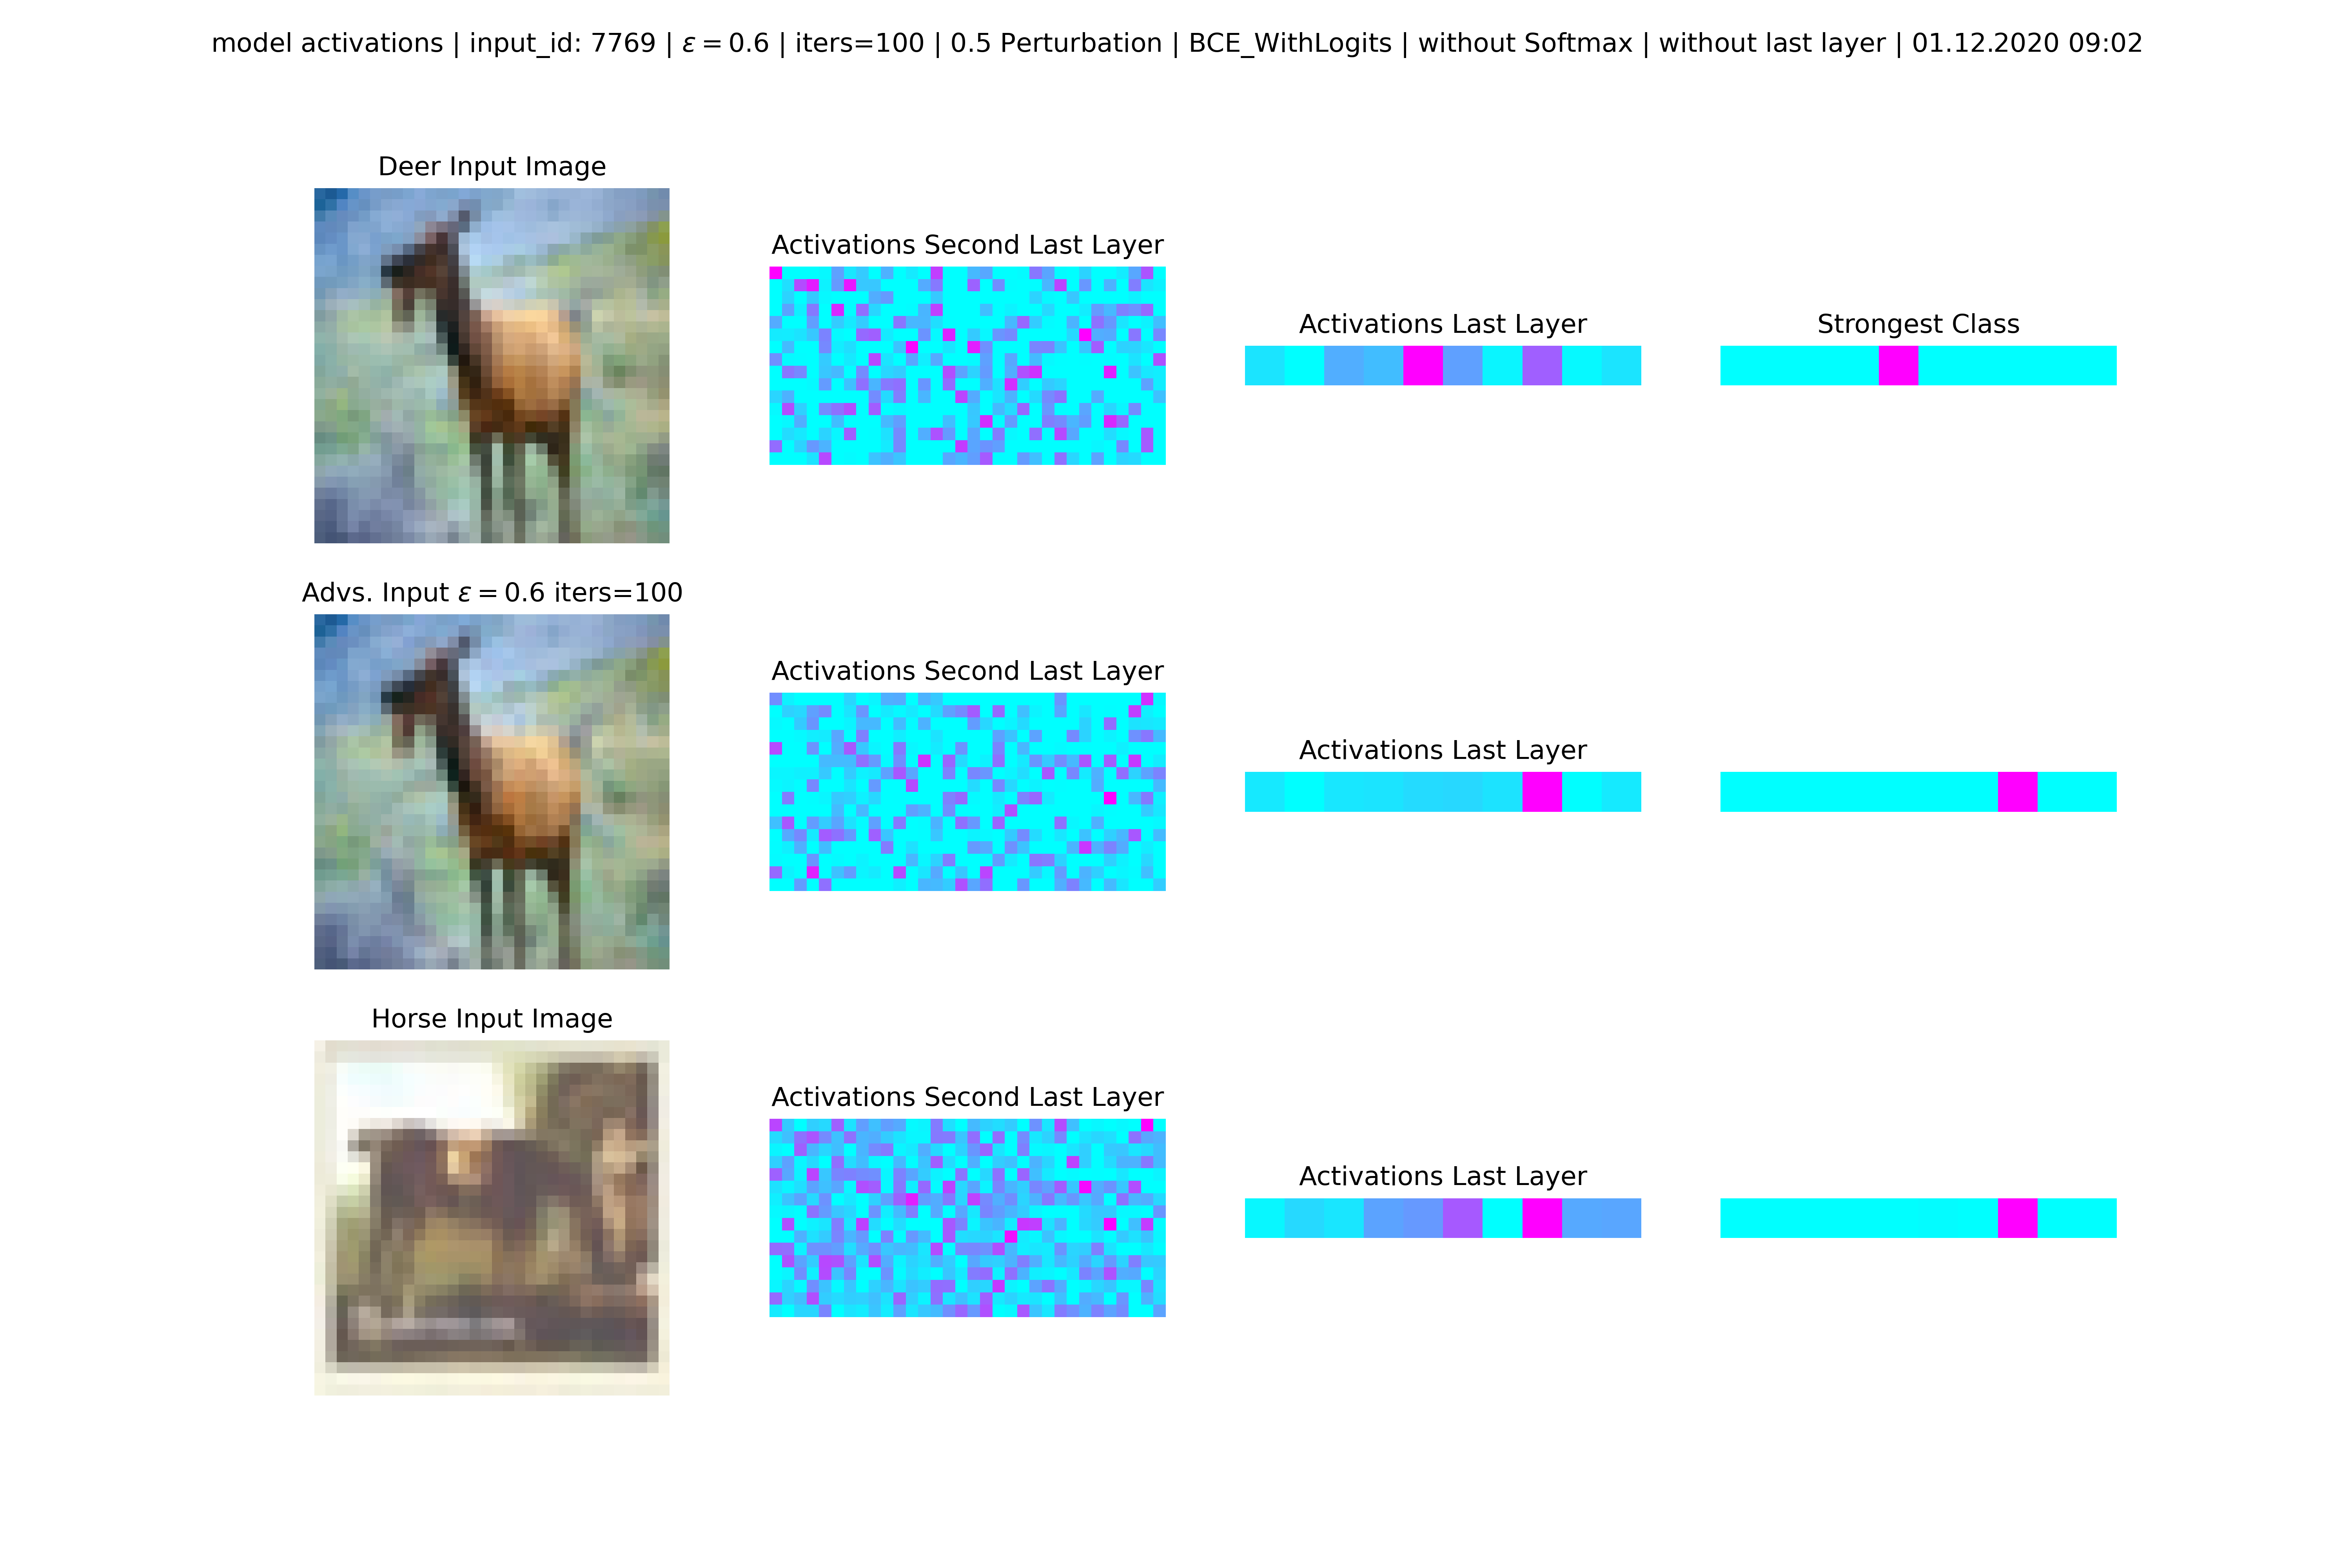 model activations | input_id: 7769 | ε = 0.6 | iters=100 | 0.5 Perturbation | BCE_WithLogits | without Softmax | without last layer | 01.12.2020 09:02
Deer Input Image
Activations Second Last Layer
Activations Last Layer
Strongest Class
Advs. Input ε = 0.6 iters=100
Activations Second Last Layer
Activations Last Layer
Horse Input Image
Activations Second Last Layer
Activations Last Layer